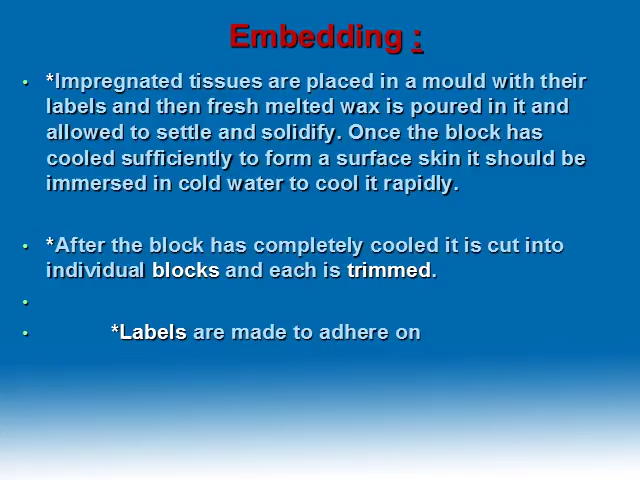 Embedding :
• *Impregnated tissues are placed in a mould with their
labels and then fresh melted wax is poured in it and
allowed to settle and solidify. Once the block has
cooled sufficiently to form a surface skin it should be
immersed in cold water to cool it rapidly.
• *After the block has completely cooled it is cut into
individual blocks and each is trimmed.
•
• *Labels are made to adhere on